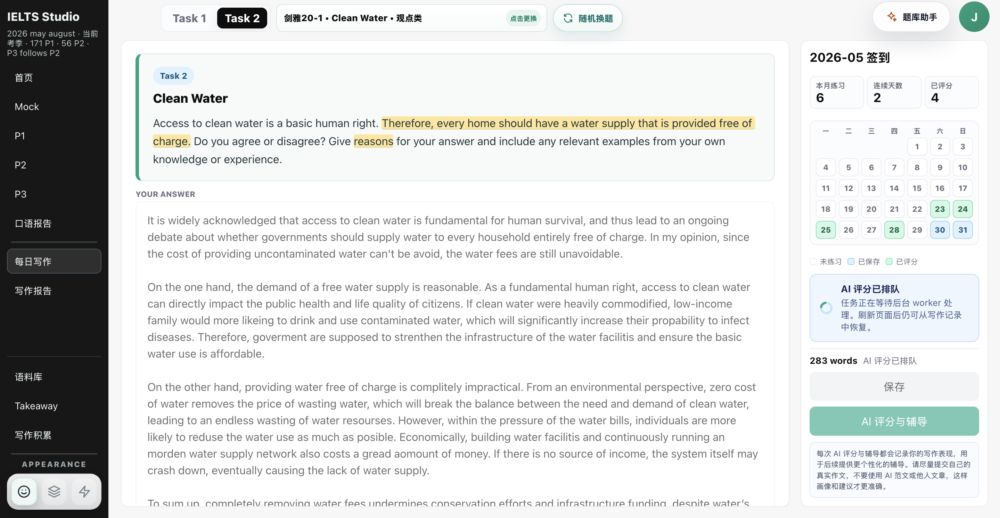 IELTS Studio
2026 may august · 当前
考季 · 171 P1 · 56 P2 ·
P3 follows P2
首页
Mock
P1
P2
P3
口语报告
每日写作
写作报告
语料库
Takeaway
写作积累
APPEARANCE
Task 1
Task 2
剑雅20-1 • Clean Water • 观点类
点击更换
随机换题
题库助手
J
Task 2
Clean Water
Access to clean water is a basic human right. Therefore, every home should have a water supply that is provided free of
charge. Do you agree or disagree? Give reasons for your answer and include any relevant examples from your own
knowledge or experience.
YOUR ANSWER
It is widely acknowledged that access to clean water is fundamental for human survival, and thus lead to an ongoing
debate about whether governments should supply water to every household entirely free of charge. In my opinion, since
the cost of providing uncontaminated water can't be avoid, the water fees are still unavoidable.
On the one hand, the demand of a free water supply is reasonable. As a fundamental human right, access to clean water
can directly impact the public health and life quality of citizens. If clean water were heavily commodified, low-income
family would more likeing to drink and use contaminated water, which will significantly increase their propability to infect
diseases. Therefore, goverment are supposed to strenthen the infrastructure of the water facilitis and ensure the basic
water use is affordable.
On the other hand, providing water free of charge is complitely impractical. From an environmental perspective, zero cost
of water removes the price of wasting water, which will break the balance between the need and demand of clean water,
leading to an endless wasting of water resourses. However, within the pressure of the water bills, individuals are more
likely to reduse the water use as much as posible. Economically, building water facilitis and continuously running an
morden water supply network also costs a gread aomount of money. If there is no source of income, the system itself may
crash down, eventually causing the lack of water supply.
To sum up, completely removing water fees undermines conservation efforts and infrastructure funding, despite water's
2026-05 签到
本月练习
6
连续天数
2
已评分
4
一 二 三 四 五 六 日
1 2 3
4 5 6 7 8 9 10
11 12 13 14 15 16 17
18 19 20 21 22 23 24
25 26 27 28 29 30 31
未练习 已保存 已评分
AI 评分已排队
任务正在等待后台 worker 处
理。刷新页面后仍可从写作记录
中恢复。
283 words AI 评分已排队
保存
AI 评分与辅导
每次 AI 评分与辅导都会记录你的写作表现，用
于后续提供更个性化的辅导。请尽量提交自己的
真实作文，不要使用 AI 范文或他人文章，这样
画像和建议才更准确。